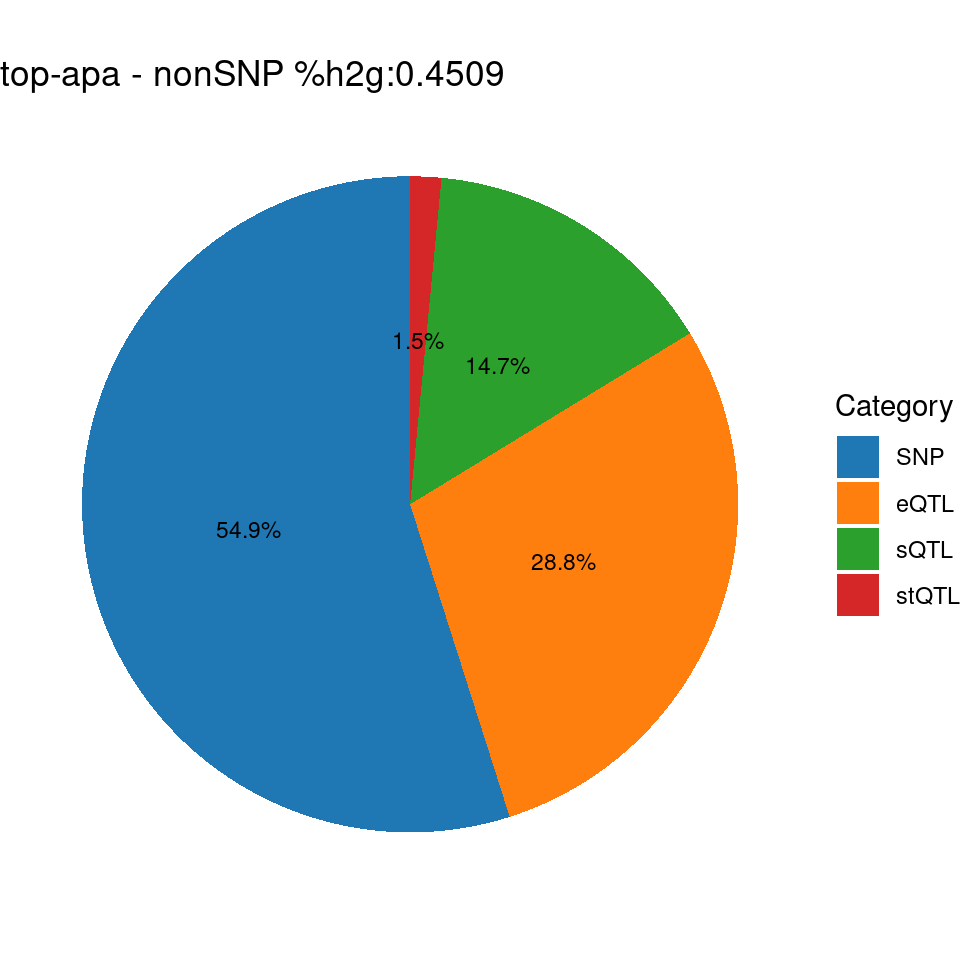 top-apa - nonSNP %h2g:0.4509
1.5%
14.7%
54.9%
28.8%
Category
SNP
eQTL
sQTL
stQTL